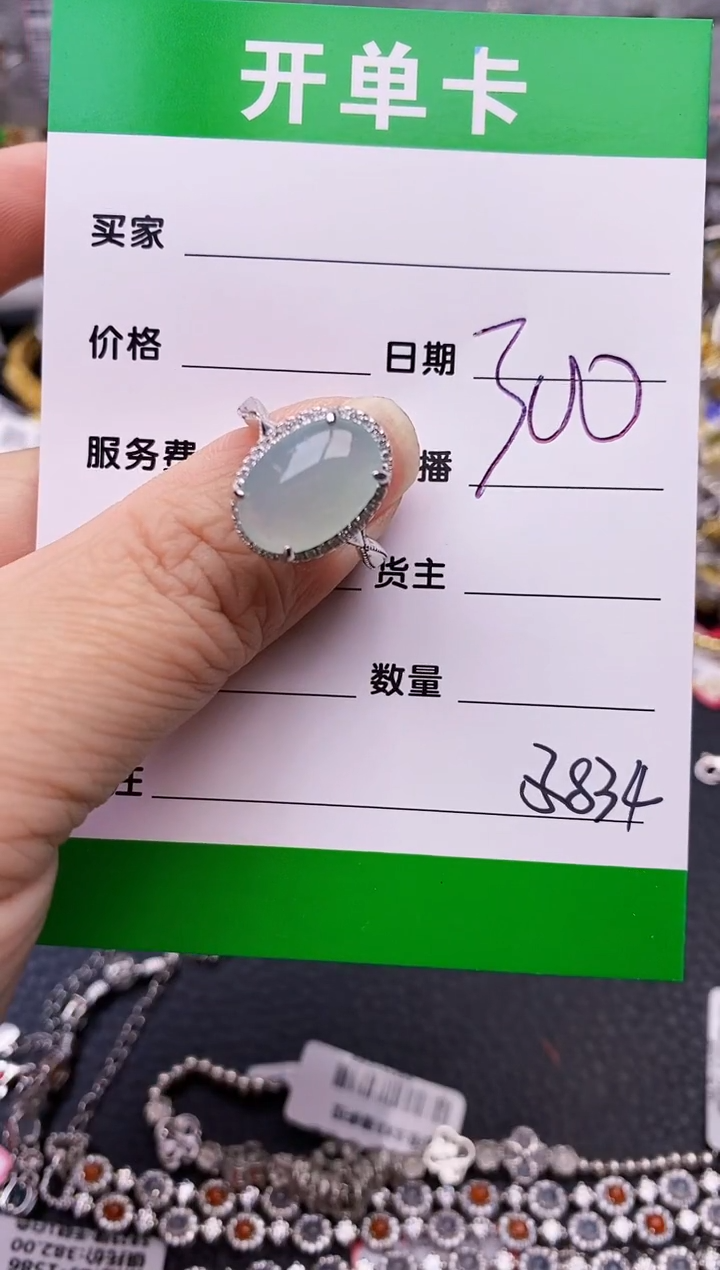 开单卡
买家
价格 日期 300
服务费 播
货主
数量
3834